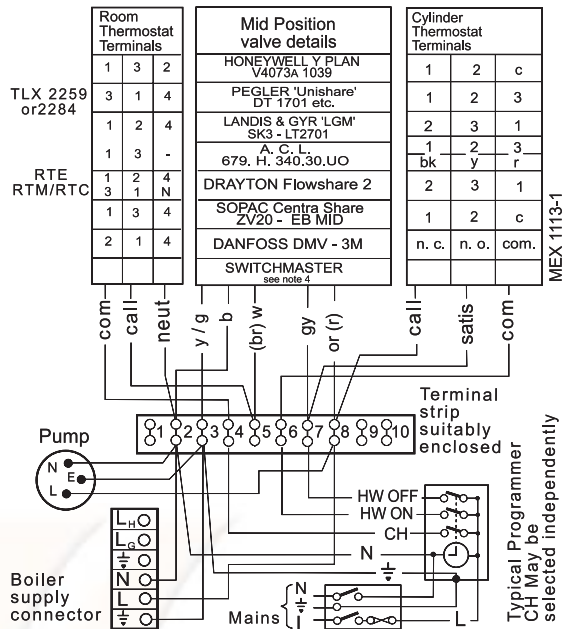 Room
Thermostat
Terminals
1 3 2
TLX 2259
or2284
3 1 4
1 2 4
1 3 -
RTE
RTM/RTC
1 2 4
3 1 N
1 3 4
2 1 4
Mid Position
valve details
HONEYWELL Y PLAN
V4073A 1039
PEGLER 'Unishare'
DT 1701 etc.
LANDIS & GYR 'LGM'
SK3 - LT2701
A. C. L.
679. H. 340.30.UO
DRAYTON Flowshare 2
SOPAC Centra Share
ZV20 - EB MID
DANFOSS DMV - 3M
SWITCHMASTER
see note 4
Cylinder
Thermostat
Terminals
1 2 c
1 2 3
2 3 1
1 2 3
bk y r
2 3 1
1 2 c
n. c. n. o. com.
MEX 1113-1
com
call
neut
y / g
b
(br) w
gy
or (r)
call
satis
com
Terminal
strip
suitably
enclosed
1 2 3 4 5 6 7 8 9 10
Pump
N
E
L
HW OFF
HW ON
CH
N
Typical Programmer
CH May be
selected independently
Boiler
supply
connector
LH
LG
N
L
Mains
N
L
L